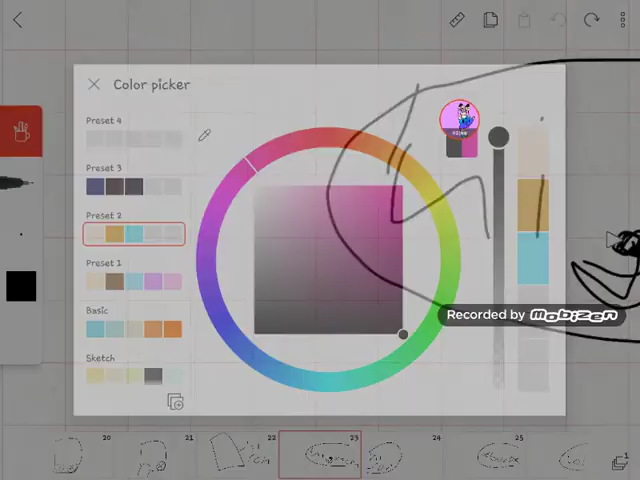 Color picker
Preset 4
Preset 3
Preset 2
Preset 1
Basic
Sketch
Recorded by Mobizen
20
21
22
23
24
25
1